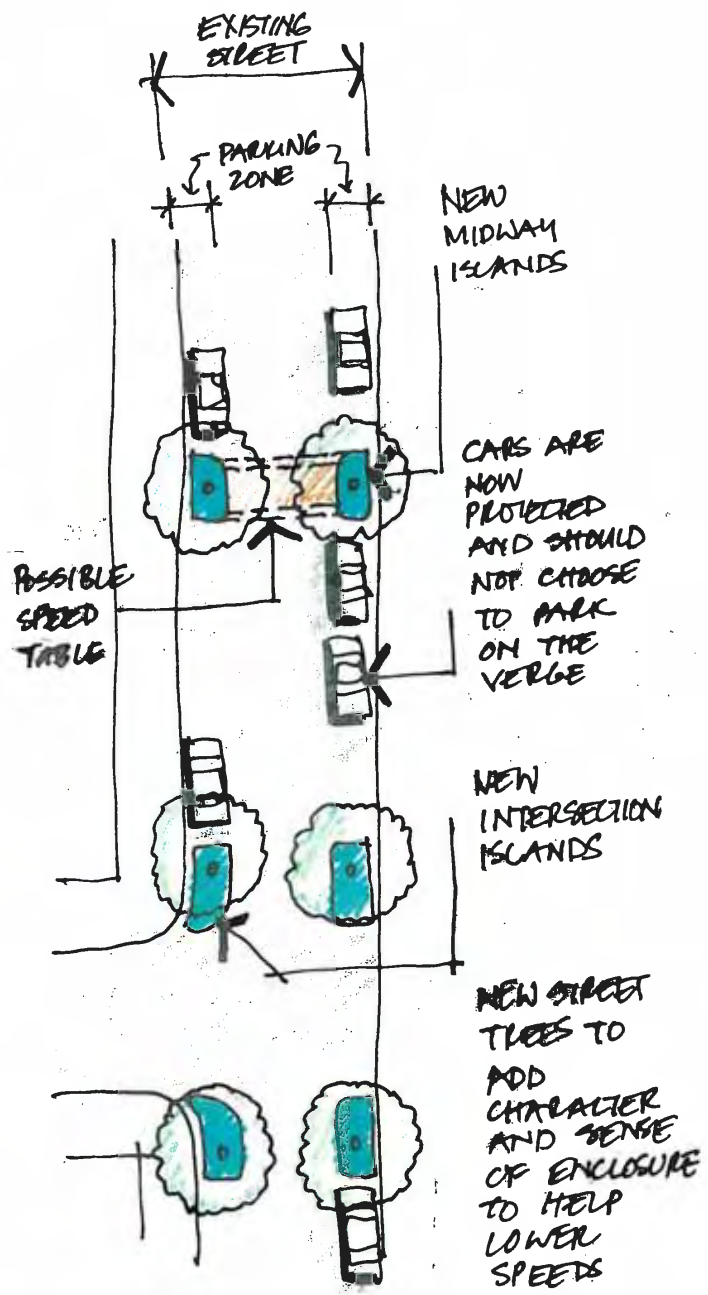 EXISTING
STREET
PARKING
ZONE
NEW
MIDWAY
ISLANDS
CARS ARE
NOW
PROTECTED
AND SHOULD
NOT CHOOSE
TO PARK
ON THE
VERGE
POSSIBLE
SPEED
TABLE
NEW
INTERSECTION
ISLANDS
NEW STREET
TREES TO
ADD
CHARACTER
AND SENSE
OF ENCLOSURE
TO HELP
LOWER
SPEEDS